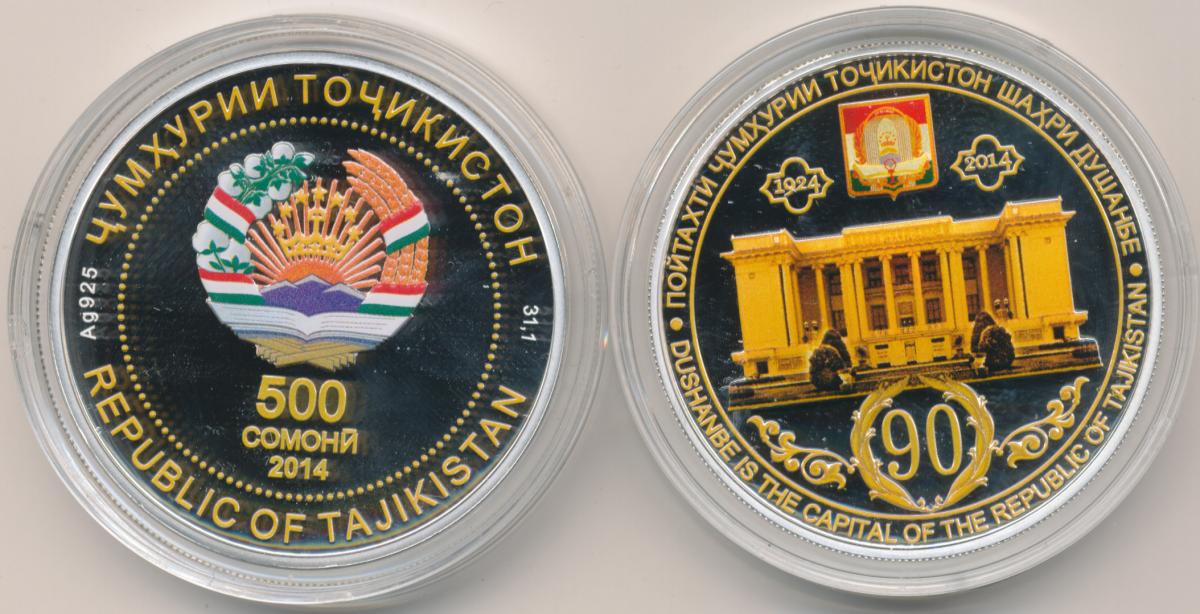 ҶУМҲУРИИ ТОҶИКИСТОН
Ag925
31,1
500
СОМОНӢ
2014
REPUBLIC OF TAJIKISTAN
ПОЙТАХТИ ҶУМҲУРИИ ТОҶИКИСТОН ШАҲРИ ДУШАНБЕ
1924
2014
90
DUSHANBE IS THE CAPITAL OF THE REPUBLIC OF TAJIKISTAN